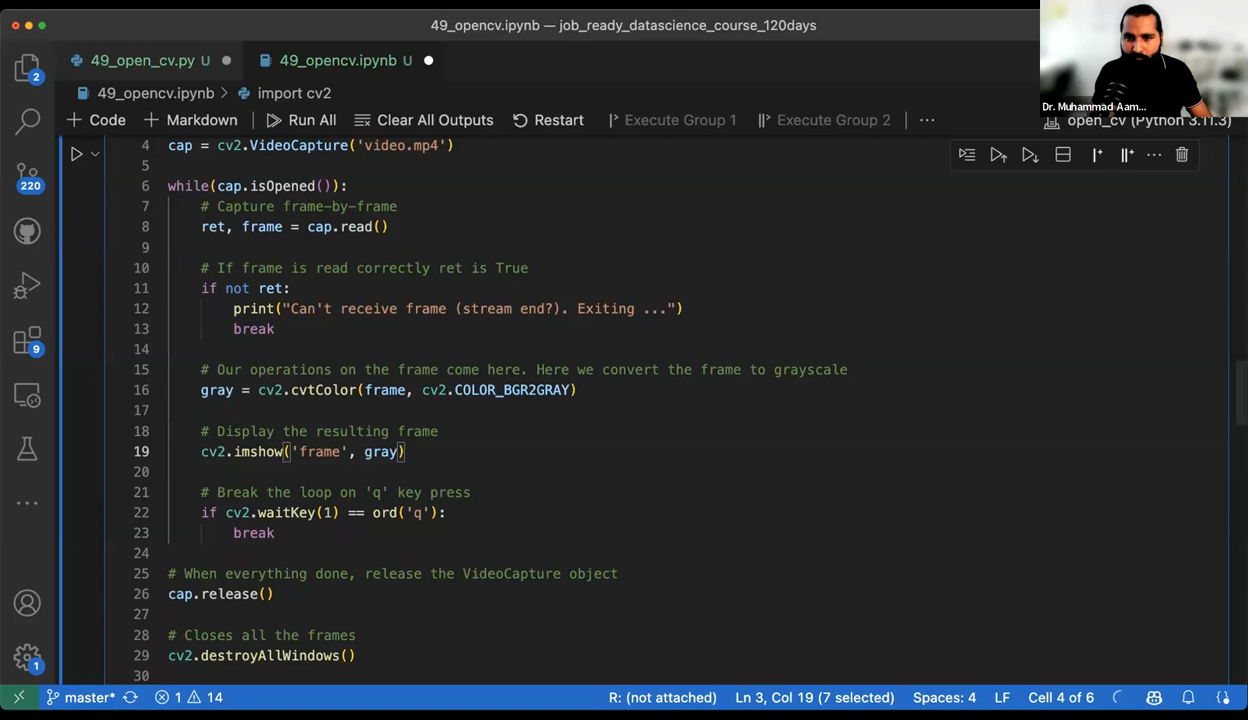 49_opencv.ipynb — job_ready_datascience_course_120days
49_open_cv.py U
49_opencv.ipynb U
49_opencv.ipynb > import cv2
+ Code + Markdown Run All Clear All Outputs Restart Execute Group 1 Execute Group 2 ...
open_cv (Python 3.11.3)
Dr. Muhammad Aam...
2
220
9
1
4 cap = cv2.VideoCapture('video.mp4')
5
6 while(cap.isOpened()):
7 # Capture frame-by-frame
8 ret, frame = cap.read()
9
10 # If frame is read correctly ret is True
11 if not ret:
12 print("Can't receive frame (stream end?). Exiting ...")
13 break
14
15 # Our operations on the frame come here. Here we convert the frame to grayscale
16 gray = cv2.cvtColor(frame, cv2.COLOR_BGR2GRAY)
17
18 # Display the resulting frame
19 cv2.imshow('frame', gray)
20
21 # Break the loop on 'q' key press
22 if cv2.waitKey(1) == ord('q'):
23 break
24
25 # When everything done, release the VideoCapture object
26 cap.release()
27
28 # Closes all the frames
29 cv2.destroyAllWindows()
30
master* 1 14 R: (not attached) Ln 3, Col 19 (7 selected) Spaces: 4 LF Cell 4 of 6